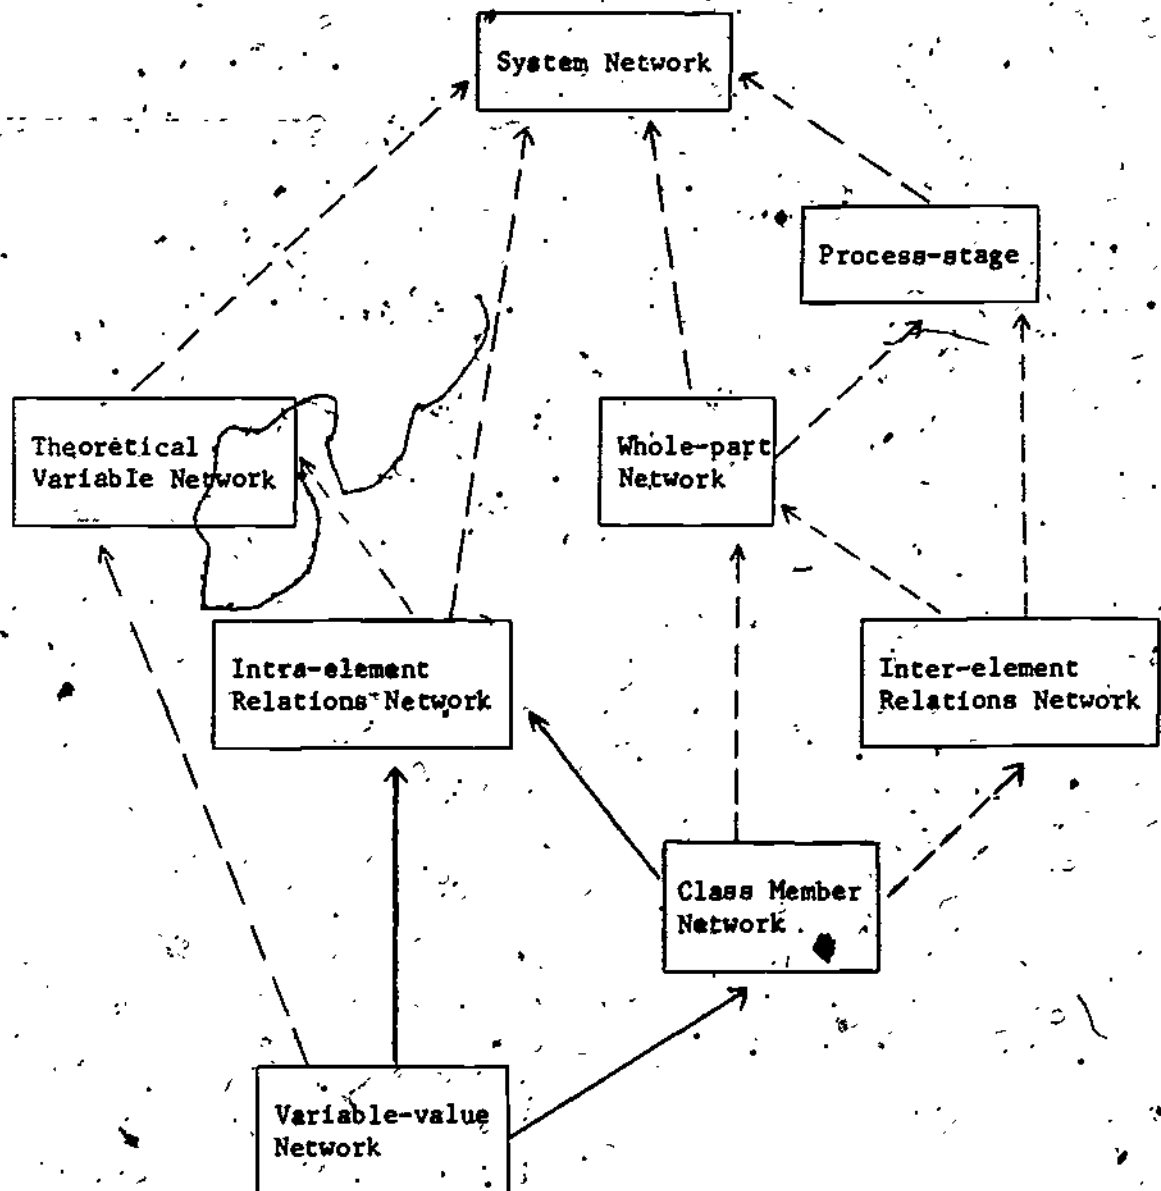 System Network
Process-stage
Theoretical
Variable Network
Whole-part
Network
Intra-element
Relations Network
Inter-element
Relations Network
Class Member
Network
Variable-value
Network